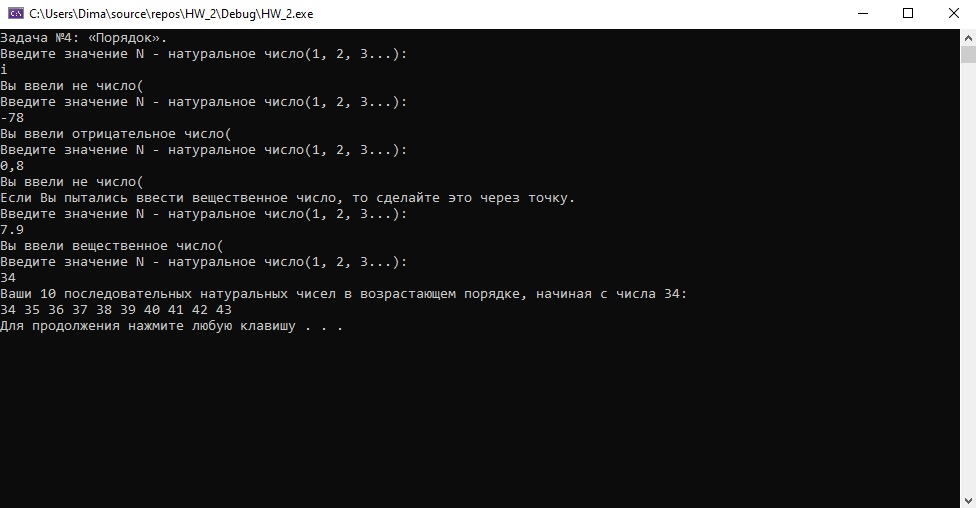 C:\Users\Dima\source\repos\HW_2\Debug\HW_2.exe
Задача №4: «Порядок».
Введите значение N - натуральное число(1, 2, 3...):
i
Вы ввели не число(
Введите значение N - натуральное число(1, 2, 3...):
-78
Вы ввели отрицательное число(
Введите значение N - натуральное число(1, 2, 3...):
0,8
Вы ввели не число(
Если Вы пытались ввести вещественное число, то сделайте это через точку.
Введите значение N - натуральное число(1, 2, 3...):
7.9
Вы ввели вещественное число(
Введите значение N - натуральное число(1, 2, 3...):
34
Ваши 10 последовательных натуральных чисел в возрастающем порядке, начиная с числа 34:
34 35 36 37 38 39 40 41 42 43
Для продолжения нажмите любую клавишу . . .